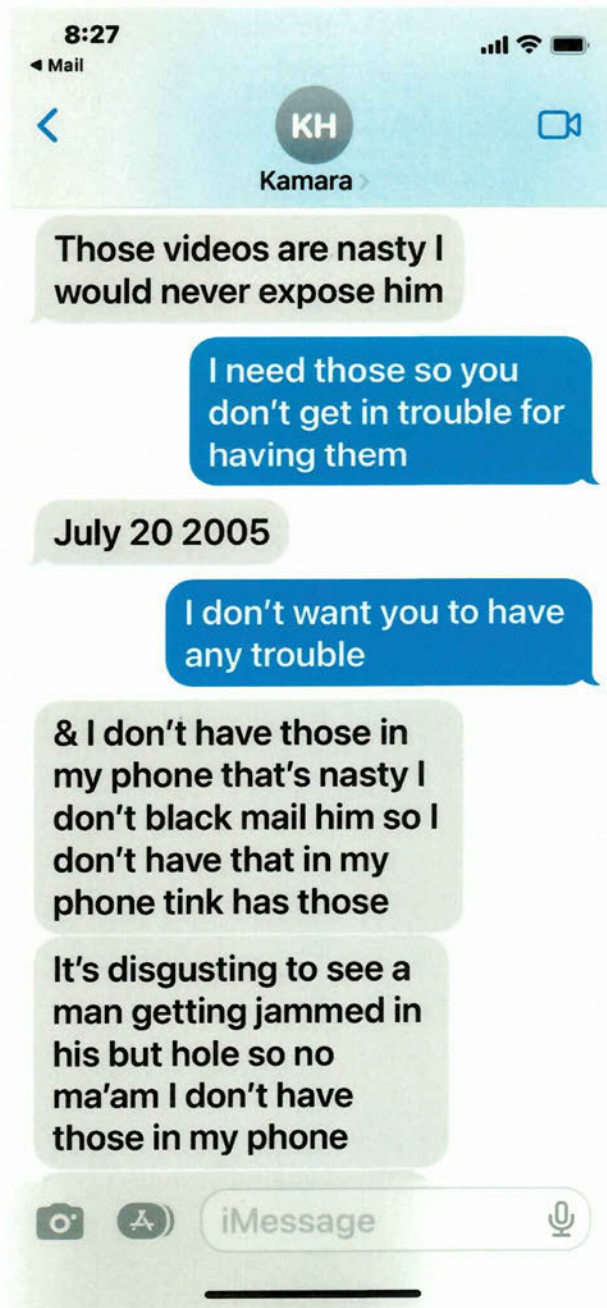 8:27
◀ Mail
KH
Kamara >
Those videos are nasty I
would never expose him
I need those so you
don't get in trouble for
having them
July 20 2005
I don't want you to have
any trouble
& I don't have those in
my phone that's nasty I
don't black mail him so I
don't have that in my
phone tink has those
It's disgusting to see a
man getting jammed in
his but hole so no
ma'am I don't have
those in my phone
iMessage